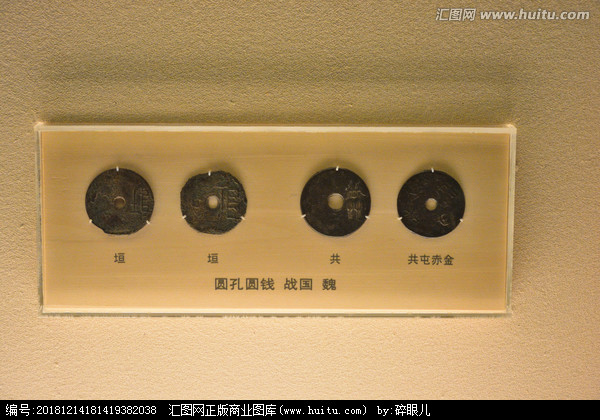 汇图网 www.huitu.com
垣 垣 共 共屯赤金
圆孔圆钱 战国 魏
编号:20181214181419382038 汇图网正版商业图库(www.huitu.com) by:碎眼儿